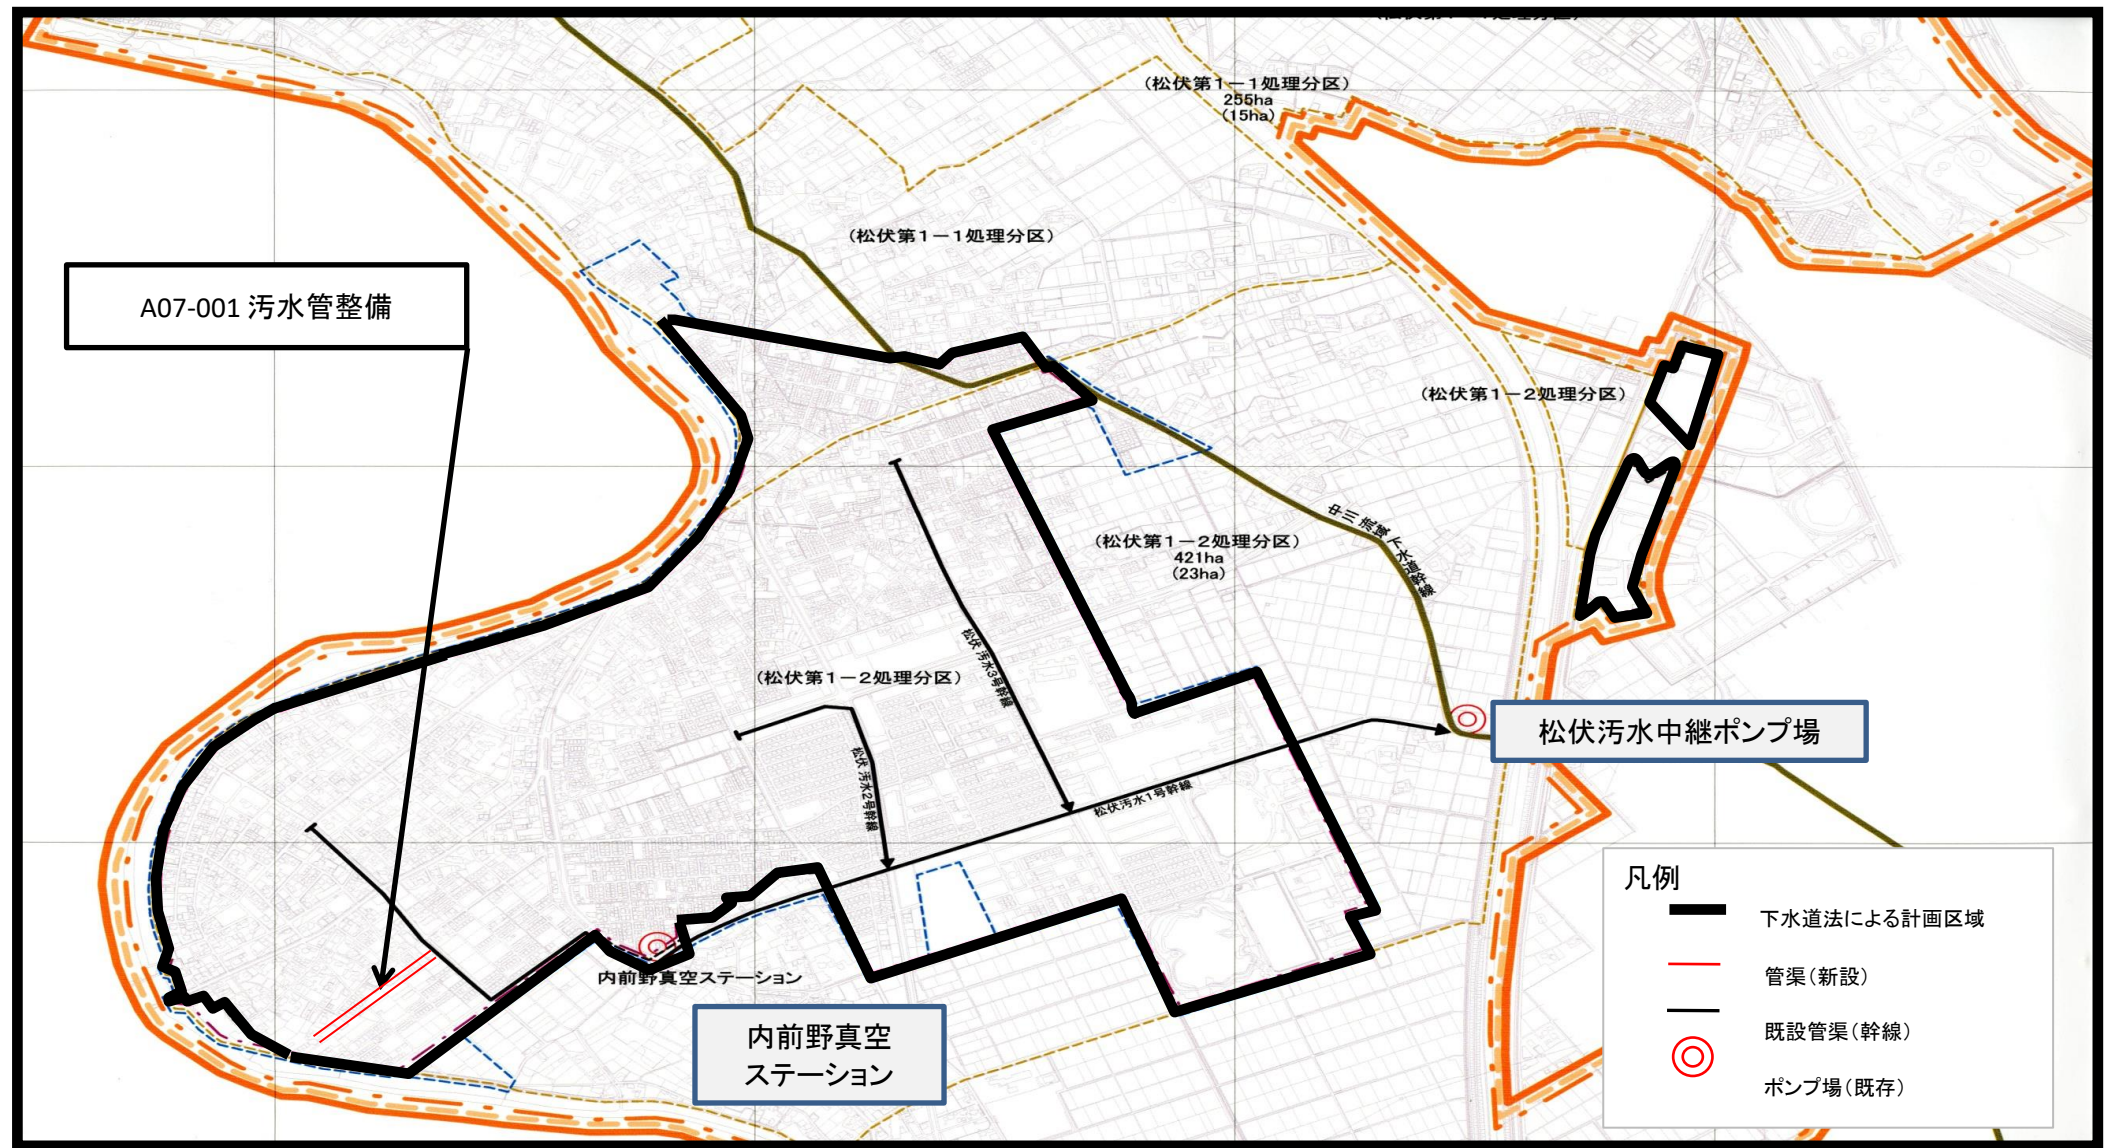 (松伏第1-1処理分区)
255ha
(15ha)
(松伏第1-1処理分区)
A07-001 汚水管整備
(松伏第1-2処理分区)
中川流域下水道幹線
(松伏第1-2処理分区)
421ha
(23ha)
松伏汚水3号幹線
(松伏第1-2処理分区)
松伏汚水中継ポンプ場
松伏汚水2号幹線
松伏汚水1号幹線
内前野真空ステーション
内前野真空
ステーション
凡例
下水道法による計画区域
管渠(新設)
既設管渠(幹線)
ポンプ場(既存)